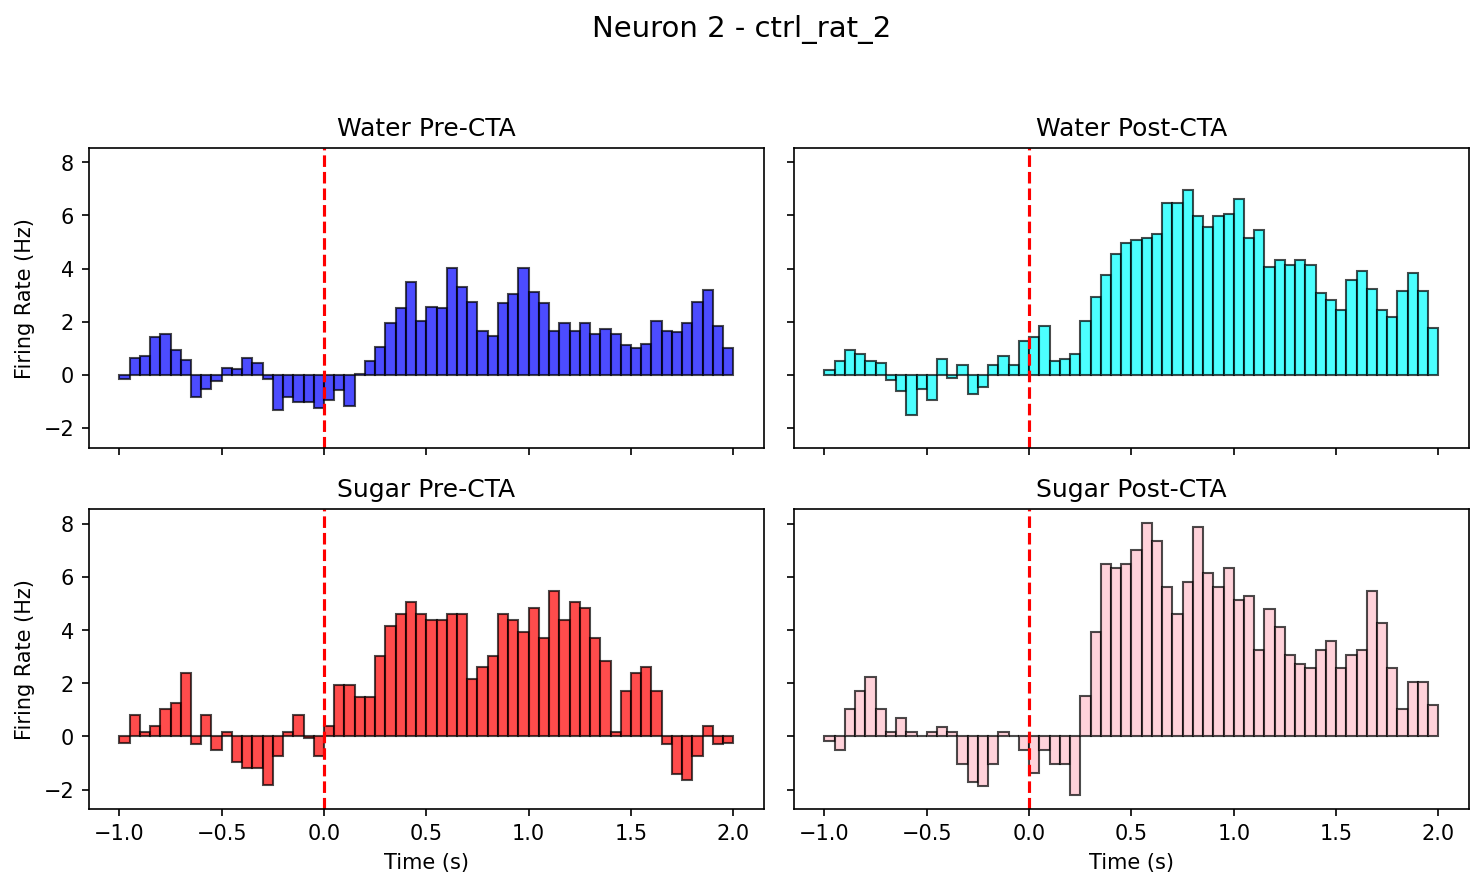 Neuron 2 - ctrl_rat_2
Water Pre-CTA
Water Post-CTA
Firing Rate (Hz)
8
6
4
2
0
−2
Sugar Pre-CTA
Sugar Post-CTA
Firing Rate (Hz)
8
6
4
2
0
−2
−1.0 −0.5 0.0 0.5 1.0 1.5 2.0
−1.0 −0.5 0.0 0.5 1.0 1.5 2.0
Time (s)
Time (s)